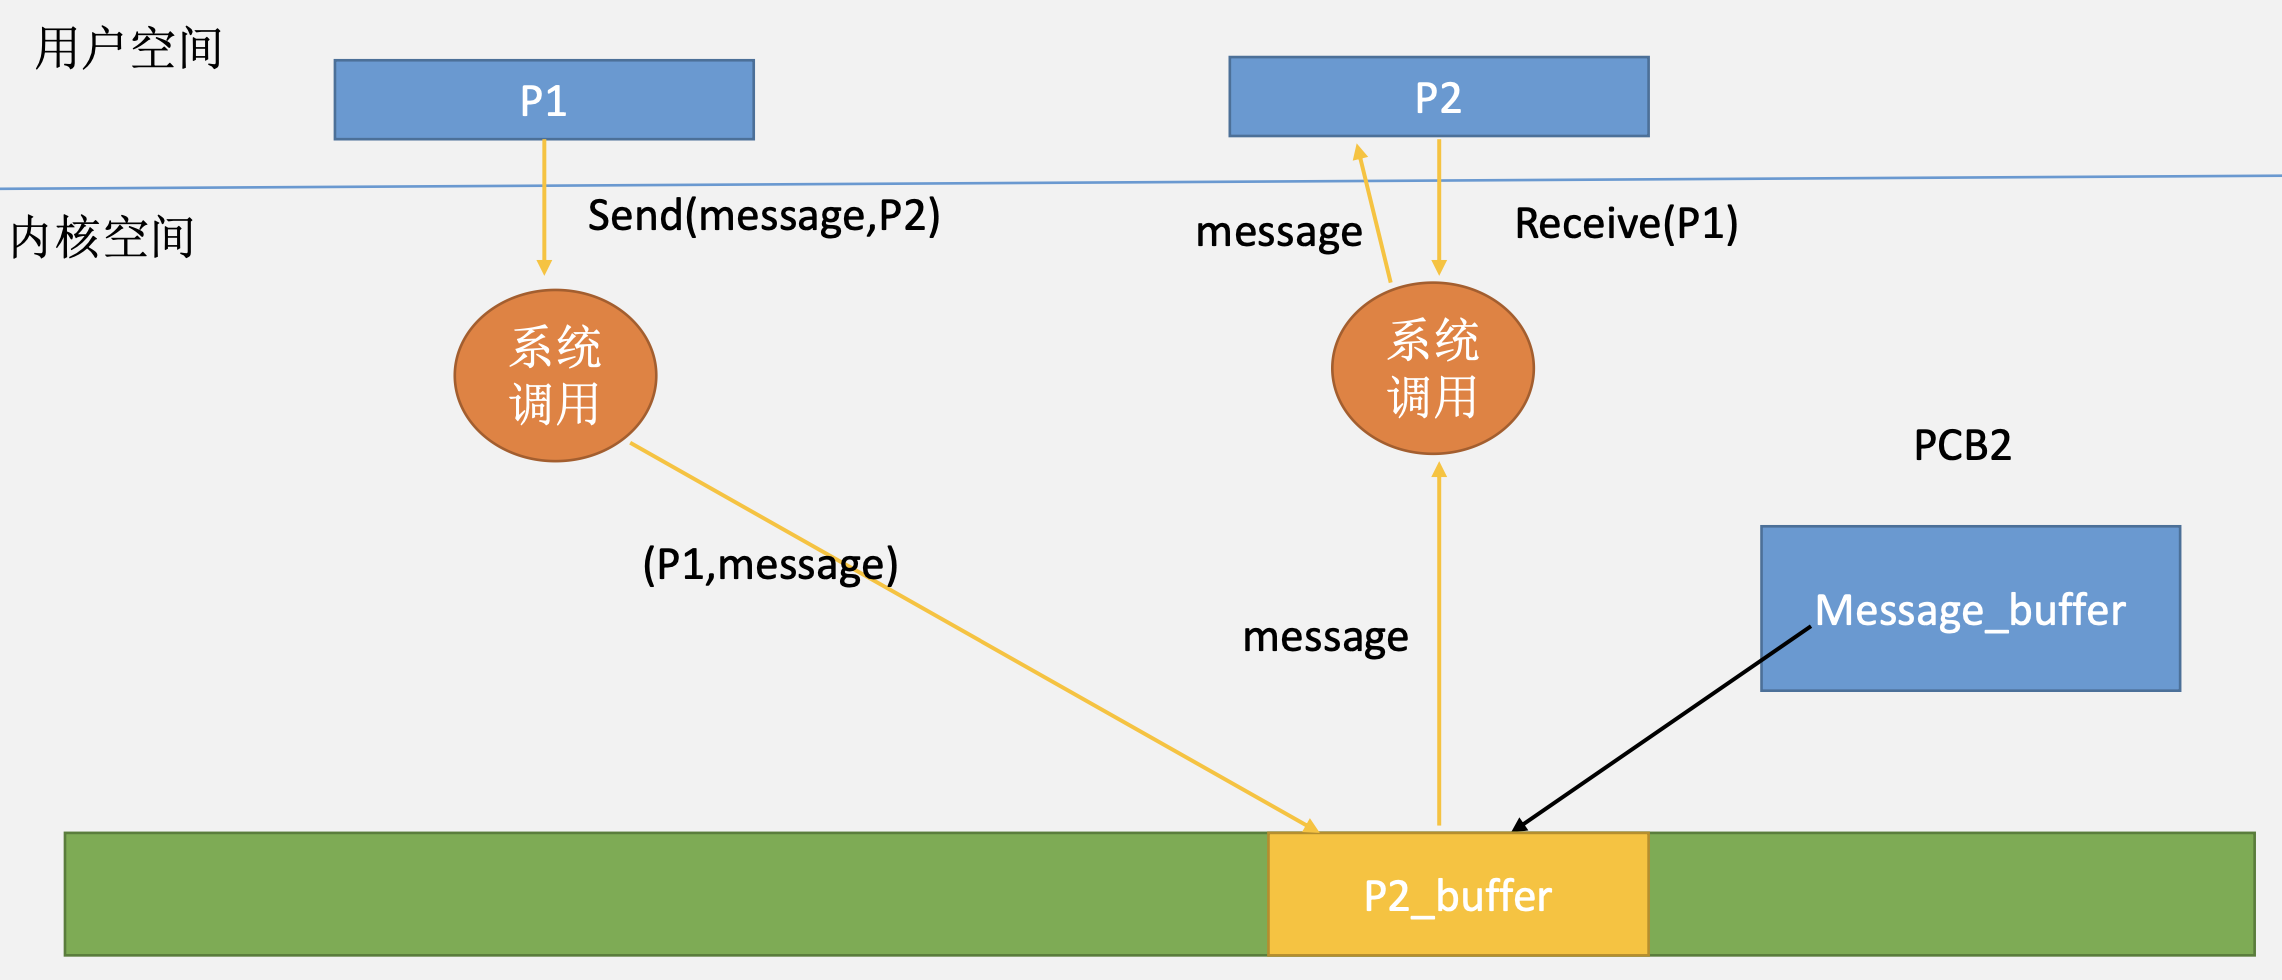 用户空间
P1
P2
Send(message,P2)
message
Receive(P1)
内核空间
系统
调用
系统
调用
PCB2
(P1,message)
message
Message_buffer
P2_buffer